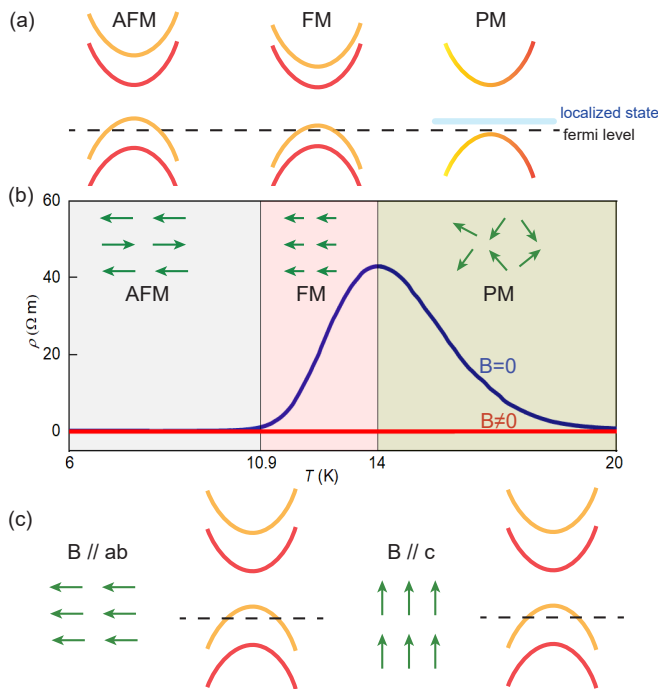 (a)
AFM
FM
PM
localized state
fermi level
(b)
60
40
20
0
ρ (Ω m)
AFM
FM
PM
B=0
B≠0
6
10.9
14
20
T (K)
(c)
B // ab
B // c